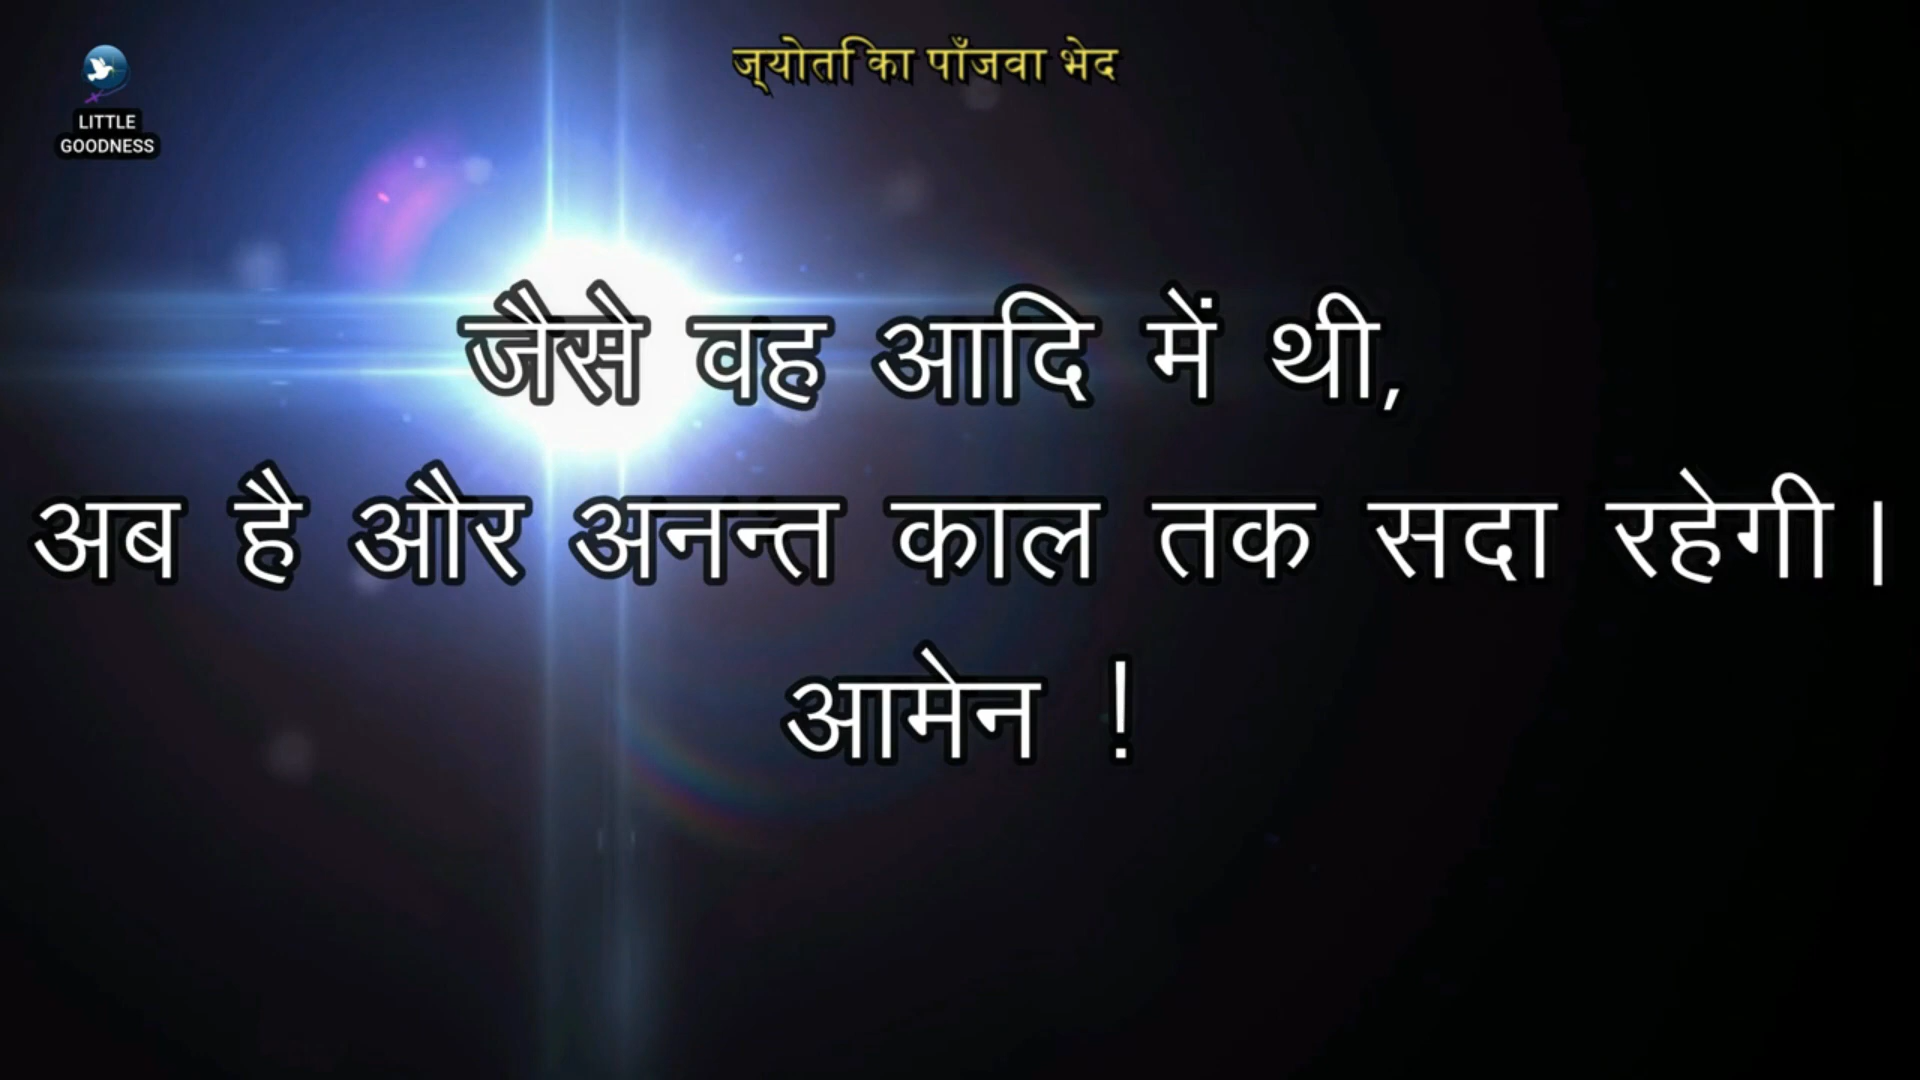 LITTLE
GOODNESS
ज्योताि का पाँजवा भेद
जैसे वह आदि में थी,
अब है और अनन्त काल तक सदा रहेगी।
आमेन !